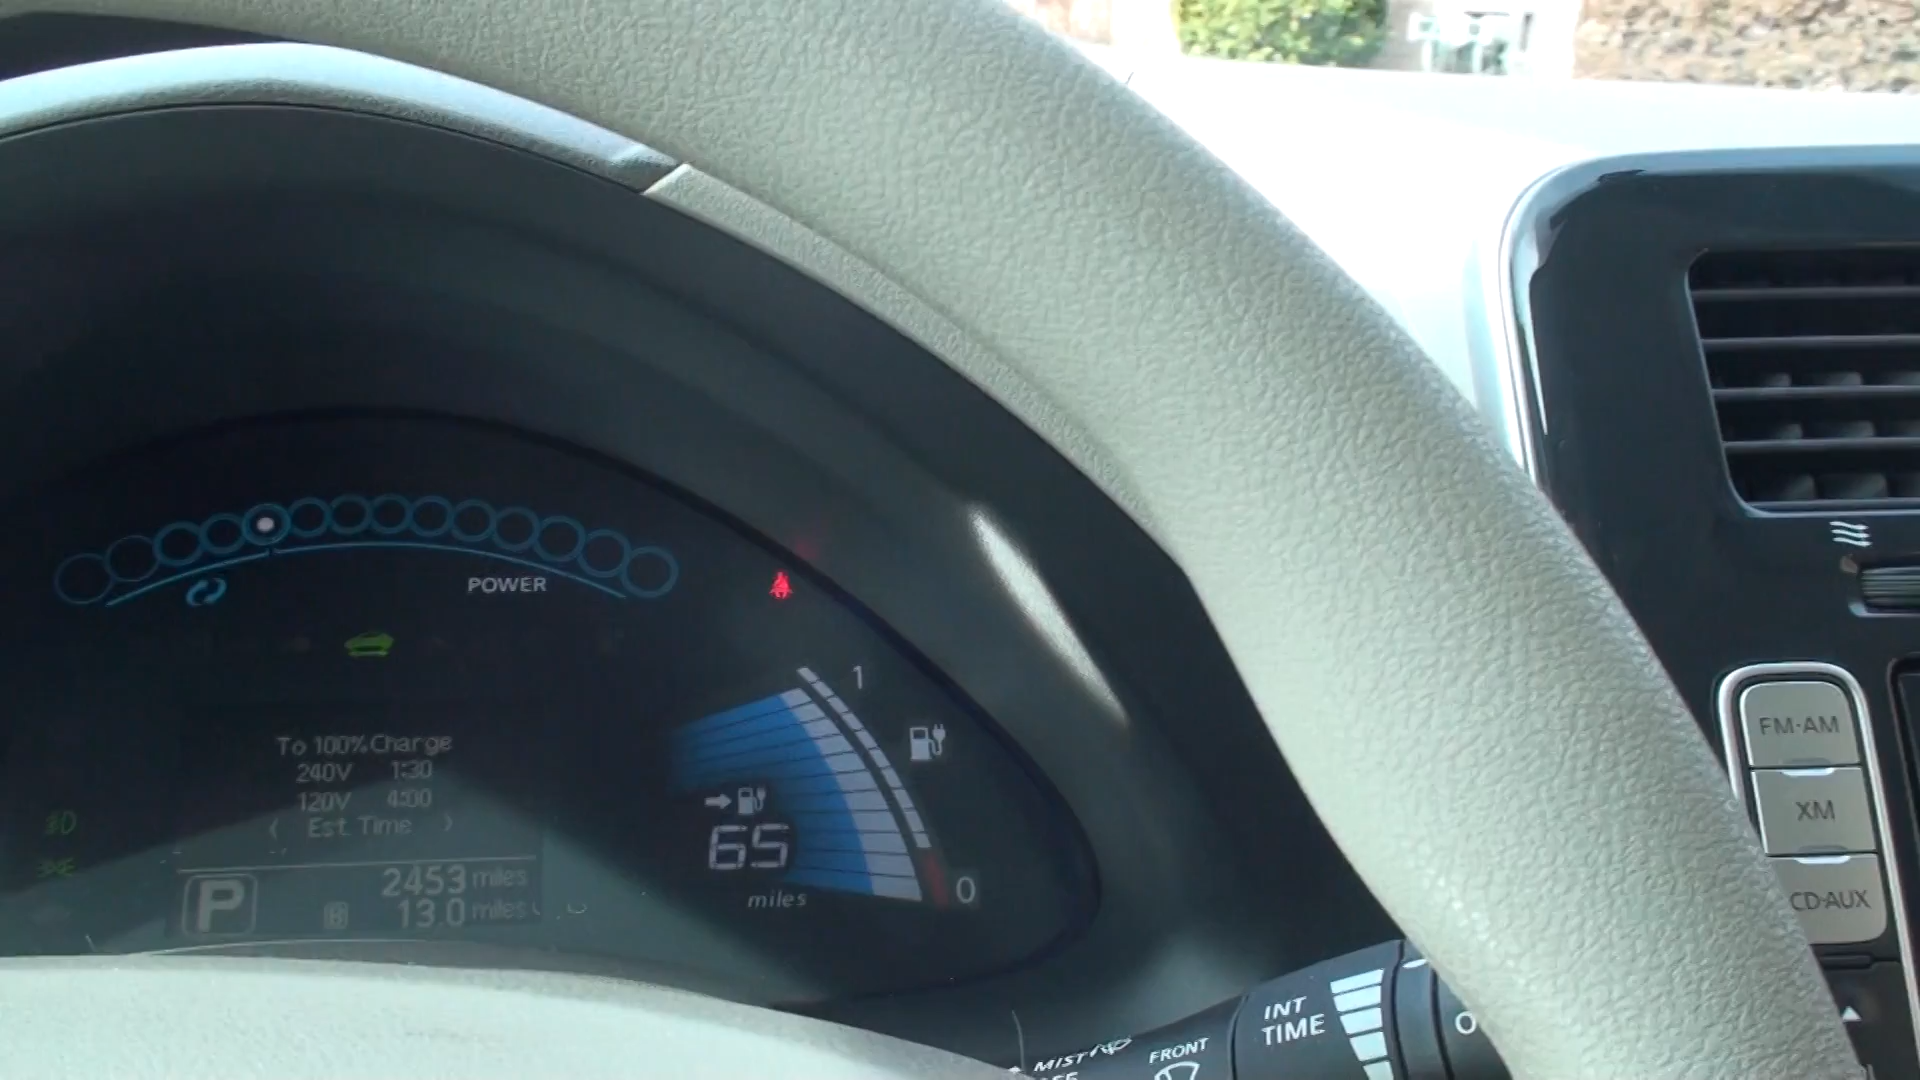 POWER
1
To 100% Charge
240V 1:30
120V 4:00
Est. Time
65
miles
0
P
2453 miles
B 13.0 miles
FM·AM
XM
CD·AUX
INT
TIME
MIST
FRONT